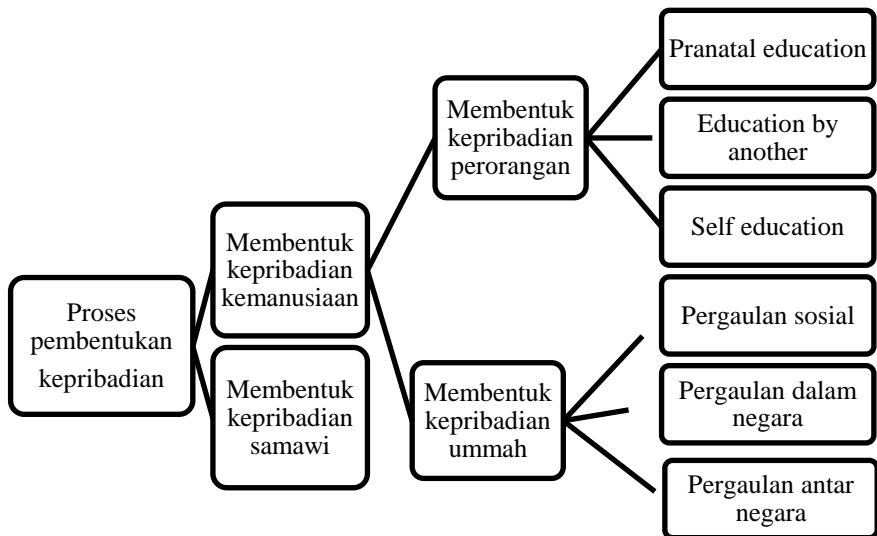 Proses
pembentukan
kepribadian
Membentuk
kepribadian
kemanusiaan
Membentuk
kepribadian
samawi
Membentuk
kepribadian
perorangan
Membentuk
kepribadian
ummah
Pranatal education
Education by
another
Self education
Pergaulan sosial
Pergaulan dalam
negara
Pergaulan antar
negara